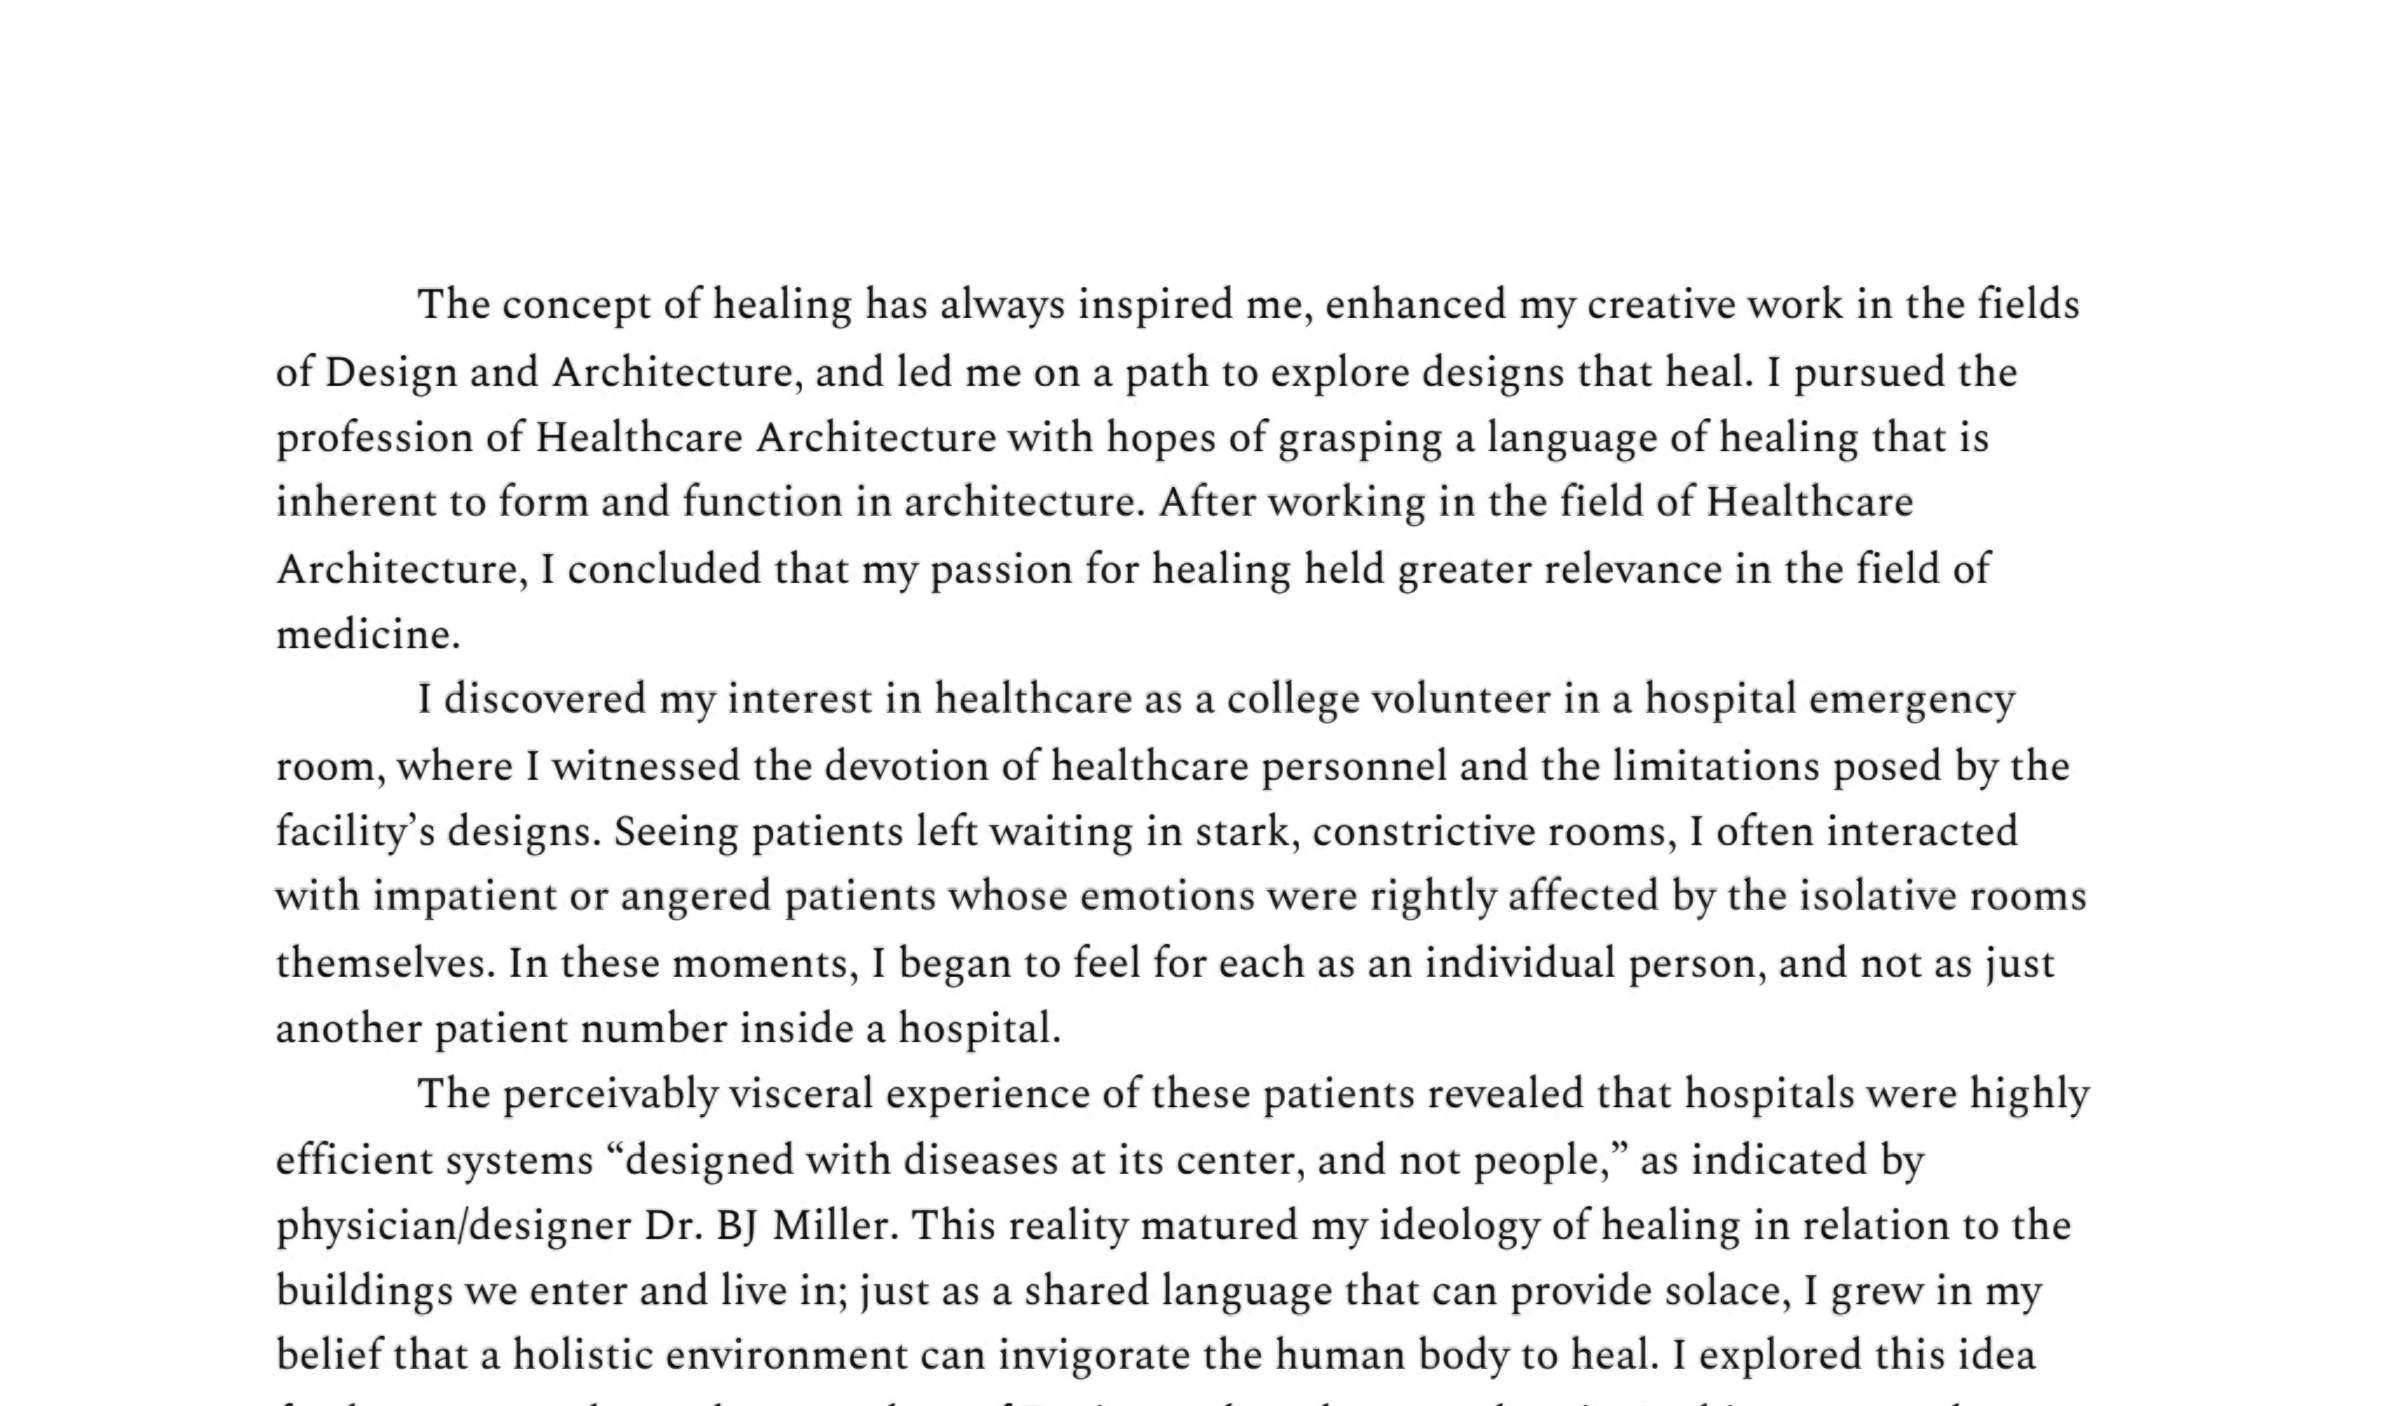 The concept of healing has always inspired me, enhanced my creative work in the fields
of Design and Architecture, and led me on a path to explore designs that heal. I pursued the
profession of Healthcare Architecture with hopes of grasping a language of healing that is
inherent to form and function in architecture. After working in the field of Healthcare
Architecture, I concluded that my passion for healing held greater relevance in the field of
medicine.
I discovered my interest in healthcare as a college volunteer in a hospital emergency
room, where I witnessed the devotion of healthcare personnel and the limitations posed by the
facility’s designs. Seeing patients left waiting in stark, constrictive rooms, I often interacted
with impatient or angered patients whose emotions were rightly affected by the isolative rooms
themselves. In these moments, I began to feel for each as an individual person, and not as just
another patient number inside a hospital.
The perceivably visceral experience of these patients revealed that hospitals were highly
efficient systems “designed with diseases at its center, and not people,” as indicated by
physician/designer Dr. BJ Miller. This reality matured my ideology of healing in relation to the
buildings we enter and live in; just as a shared language that can provide solace, I grew in my
belief that a holistic environment can invigorate the human body to heal. I explored this idea